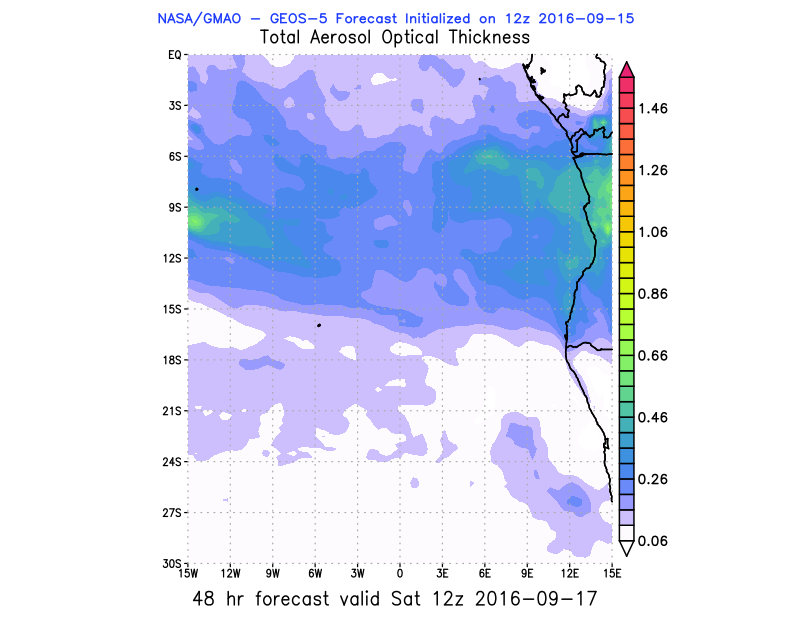 NASA/GMAO – GEOS-5 Forecast Initialized on 12z 2016-09-15
Total Aerosol Optical Thickness
EQ
3S
6S
9S
12S
15S
18S
21S
24S
27S
30S
15W 12W 9W 6W 3W 0 3E 6E 9E 12E 15E
1.46
1.26
1.06
0.86
0.66
0.46
0.26
0.06
48 hr forecast valid Sat 12z 2016-09-17